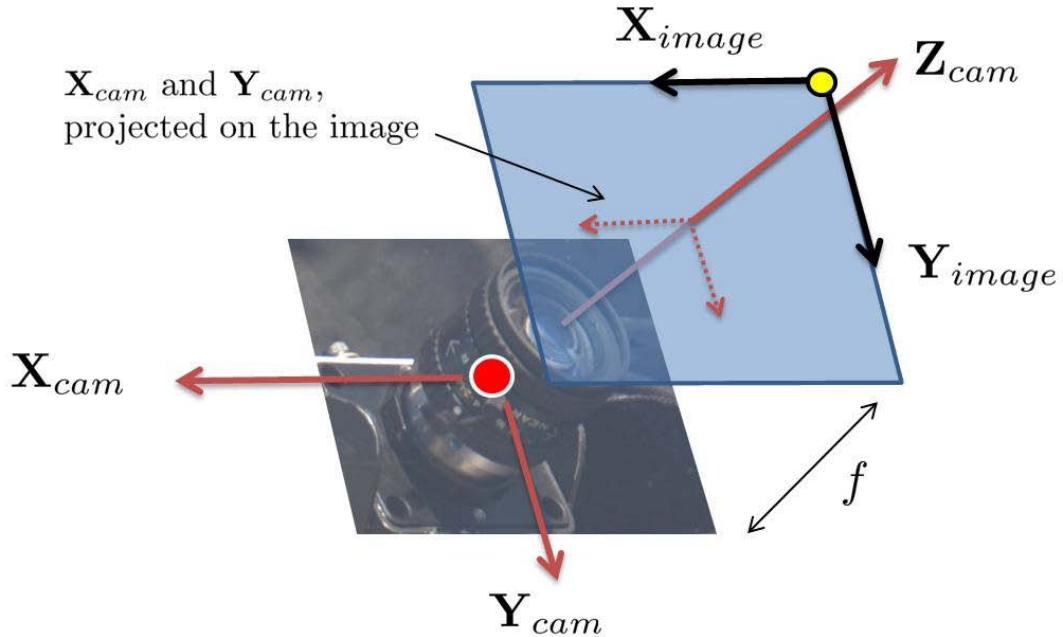 X_image
Z_cam
X_cam and Y_cam,
projected on the image
Y_image
X_cam
f
Y_cam